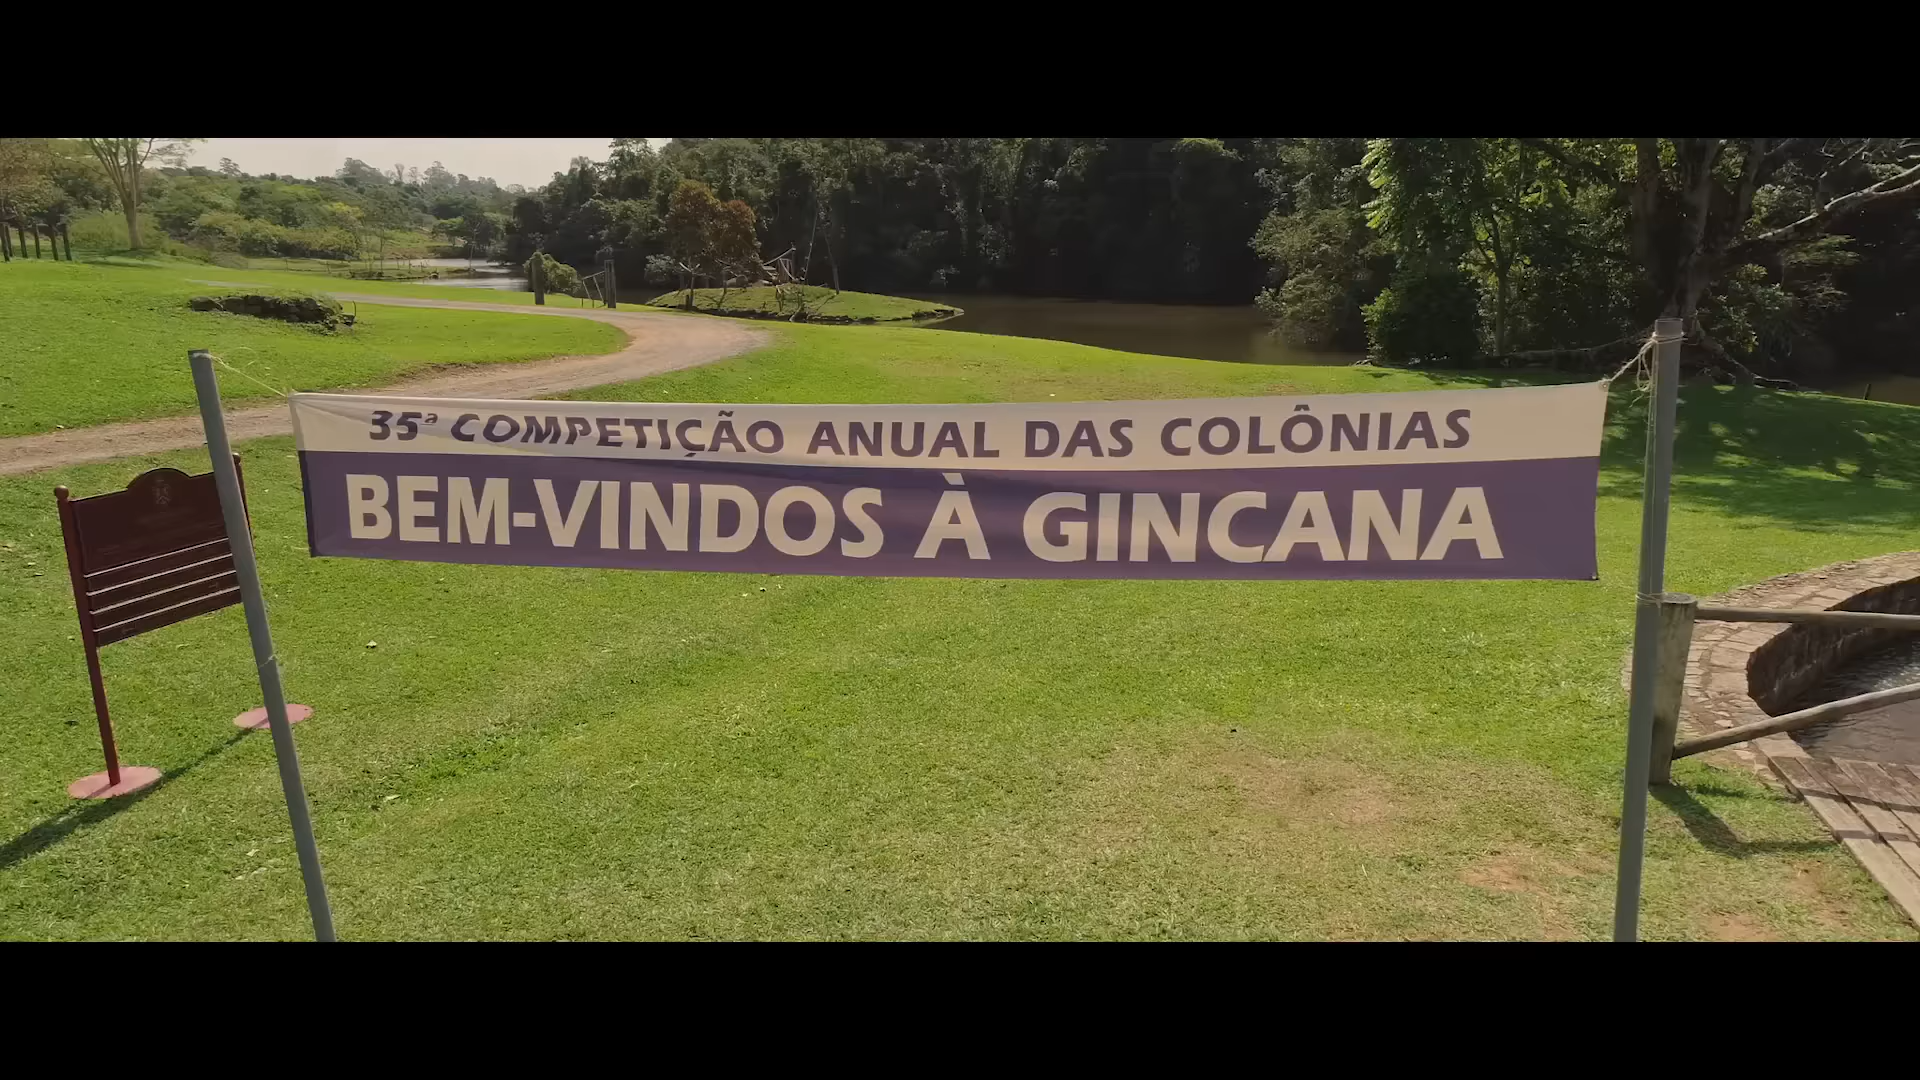 35ª COMPETIÇÃO ANUAL DAS COLÔNIAS
BEM-VINDOS À GINCANA